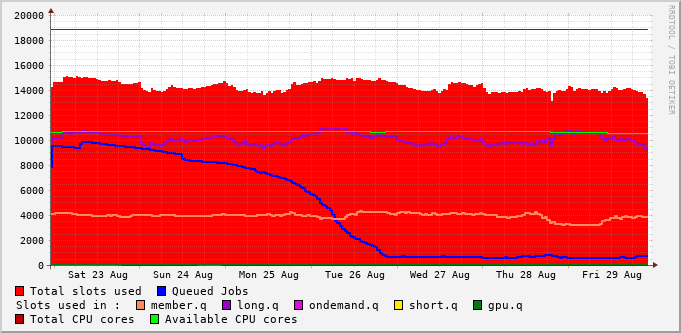 20000
18000
16000
14000
12000
10000
8000
6000
4000
2000
0
Sat 23 Aug Sun 24 Aug Mon 25 Aug Tue 26 Aug Wed 27 Aug Thu 28 Aug Fri 29 Aug
Total slots used Queued Jobs
Slots used in : member.q long.q ondemand.q short.q gpu.q
Total CPU cores Available CPU cores
RRDTOOL / TOBI OETIKER